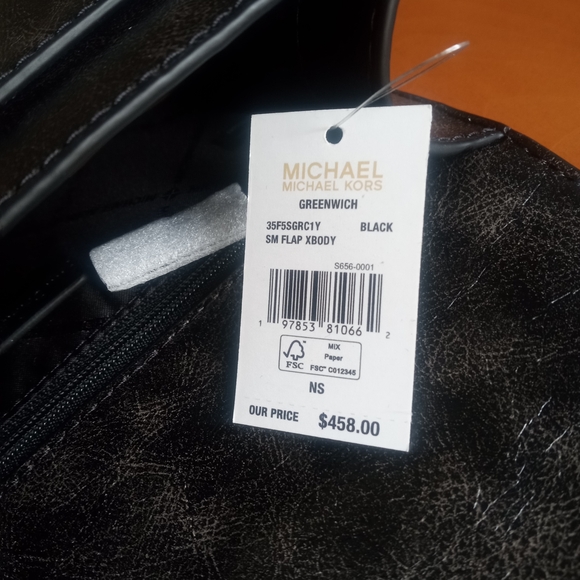 MICHAEL
MICHAEL KORS
GREENWICH
35F5SGRC1Y BLACK
SM FLAP XBODY
S656-0001
1 97853 81066 2
FSC
MIX
Paper
FSC™ C012345
NS
OUR PRICE $458.00